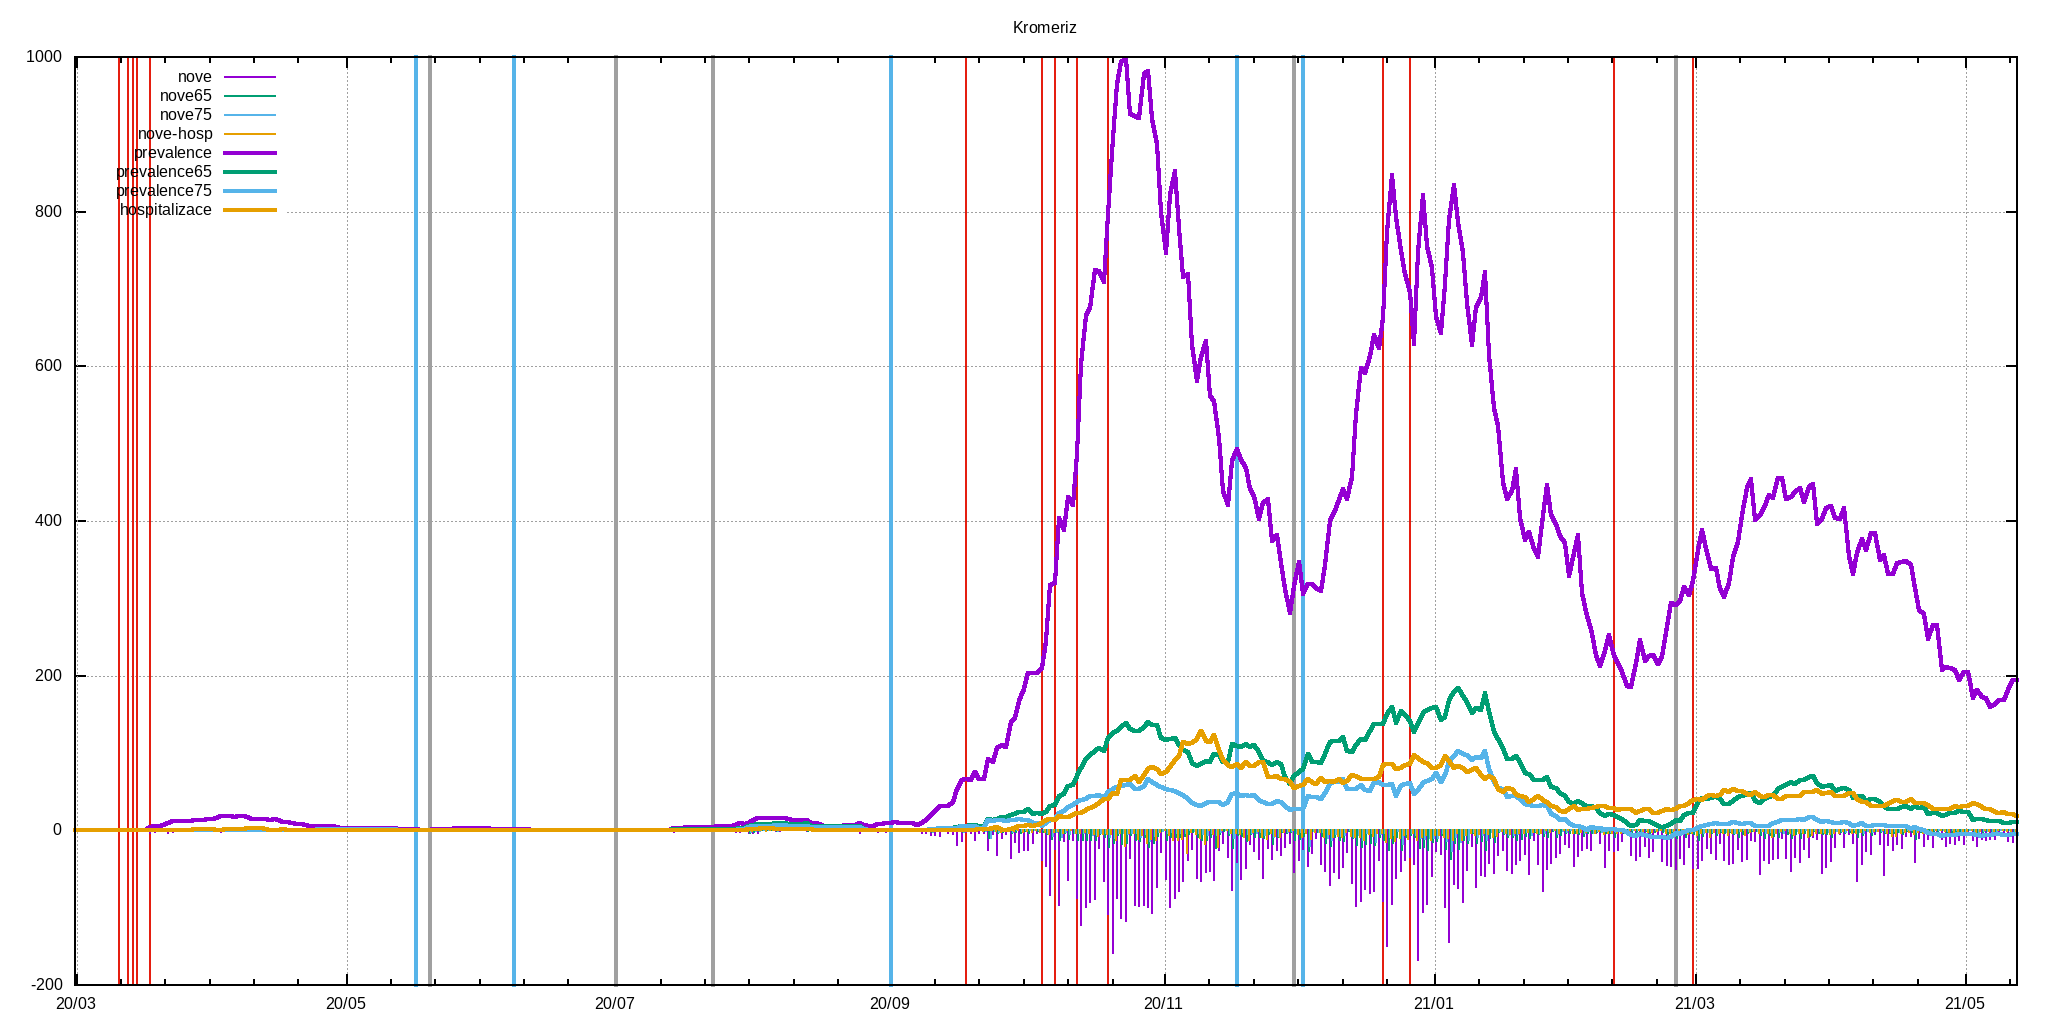 Kromeriz
1000
800
600
400
200
0
-200
nove
nove65
nove75
nove-hosp
prevalence
prevalence65
prevalence75
hospitalizace
20/03
20/05
20/07
20/09
20/11
21/01
21/03
21/05